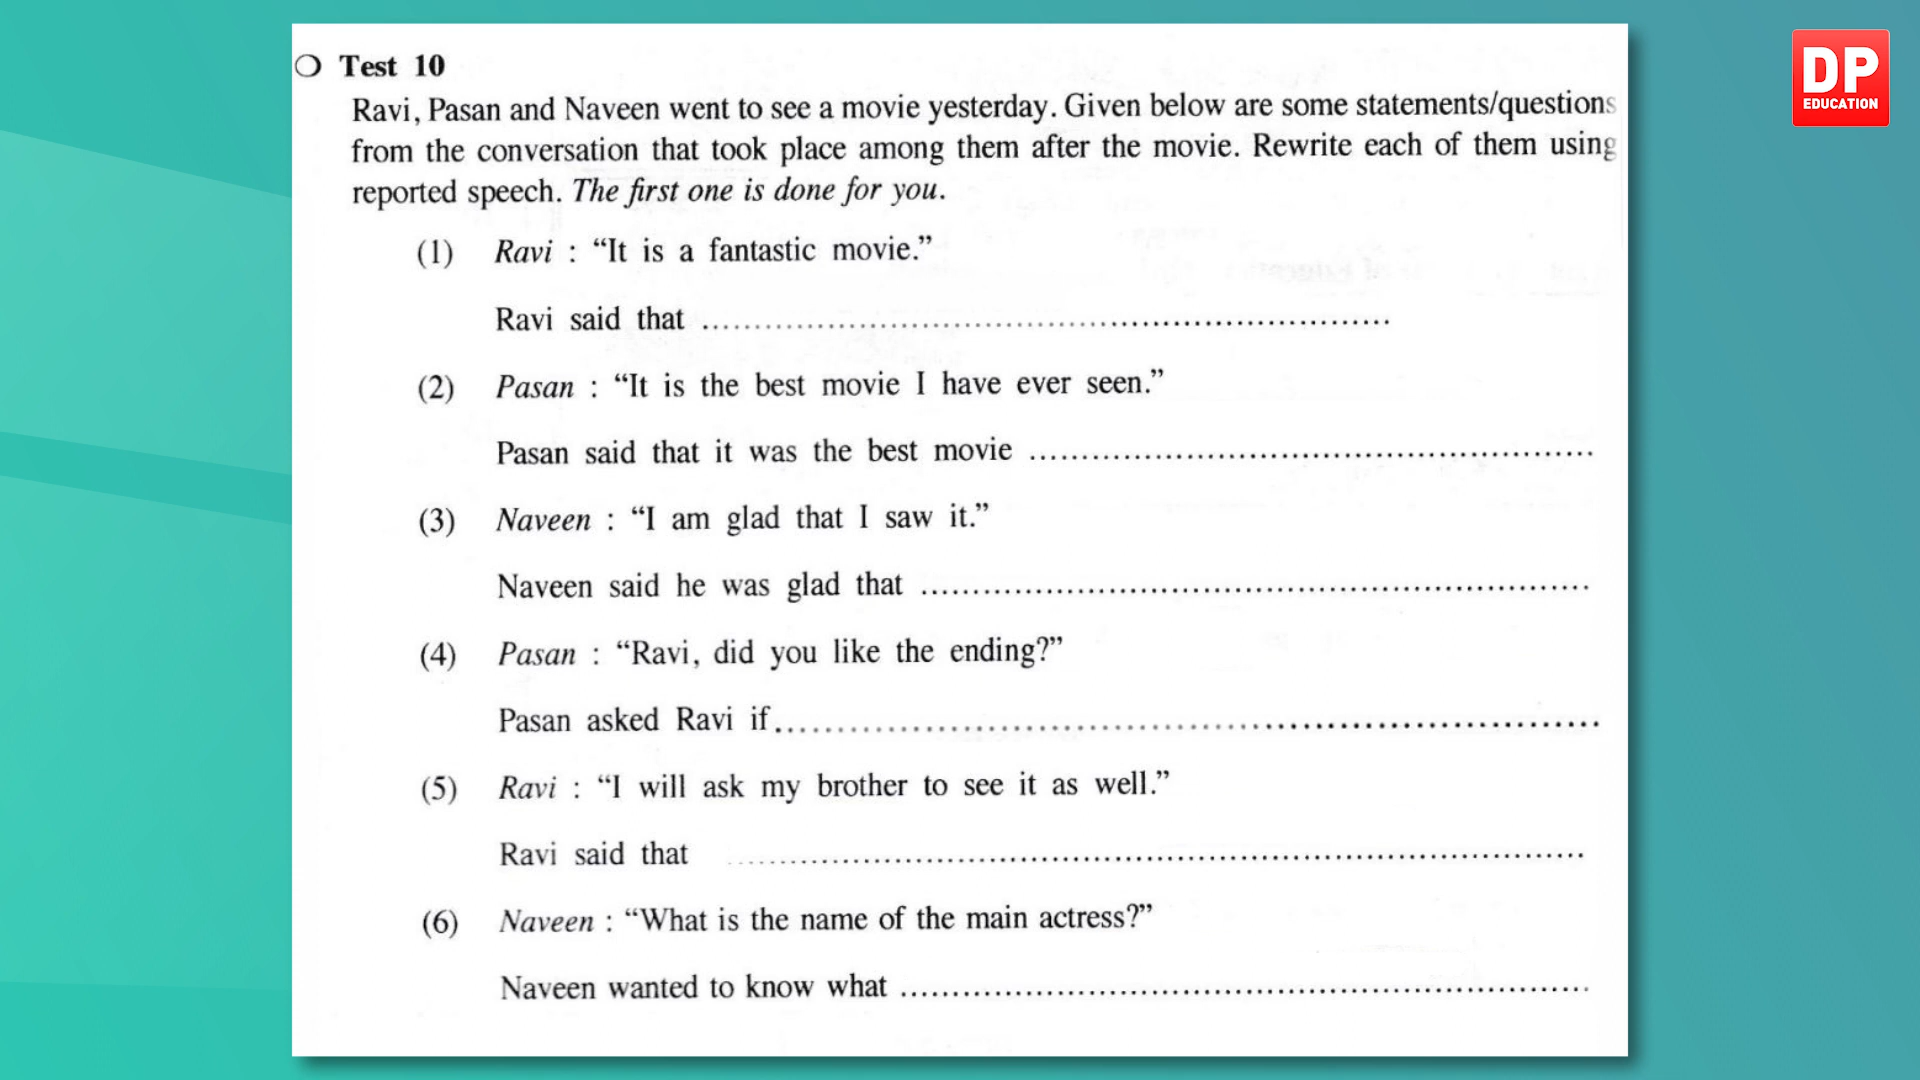 DP
EDUCATION
Test 10
Ravi, Pasan and Naveen went to see a movie yesterday. Given below are some statements/questions
from the conversation that took place among them after the movie. Rewrite each of them using
reported speech. The first one is done for you.
(1) Ravi : “It is a fantastic movie.”
Ravi said that ..............................................................
(2) Pasan : “It is the best movie I have ever seen.”
Pasan said that it was the best movie ..................................................
(3) Naveen : “I am glad that I saw it.”
Naveen said he was glad that ............................................................
(4) Pasan : “Ravi, did you like the ending?”
Pasan asked Ravi if..........................................................................
(5) Ravi : “I will ask my brother to see it as well.”
Ravi said that ..............................................................................
(6) Naveen : “What is the name of the main actress?”
Naveen wanted to know what ..............................................................